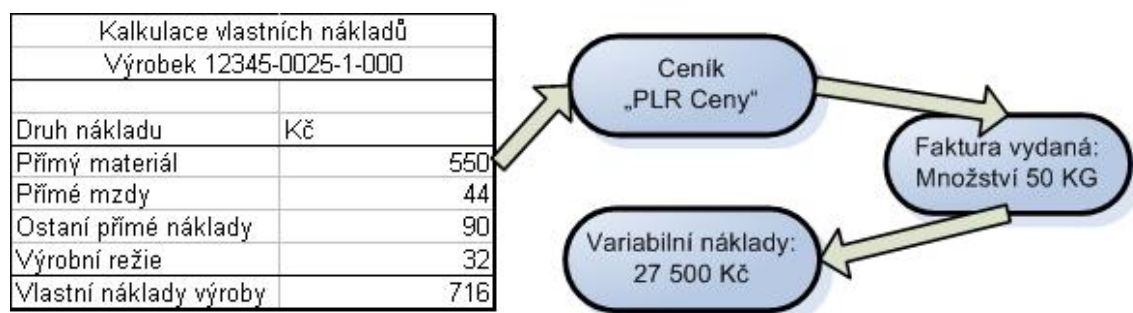 Kalkulace vlastních nákladů
Výrobek 12345-0025-1-000
Druh nákladu Kč
Přímý materiál 550
Přímé mzdy 44
Ostaní přímé náklady 90
Výrobní režie 32
Vlastní náklady výroby 716
Ceník
„PLR Ceny“
Faktura vydaná:
Množství 50 KG
Variabilní náklady:
27 500 Kč